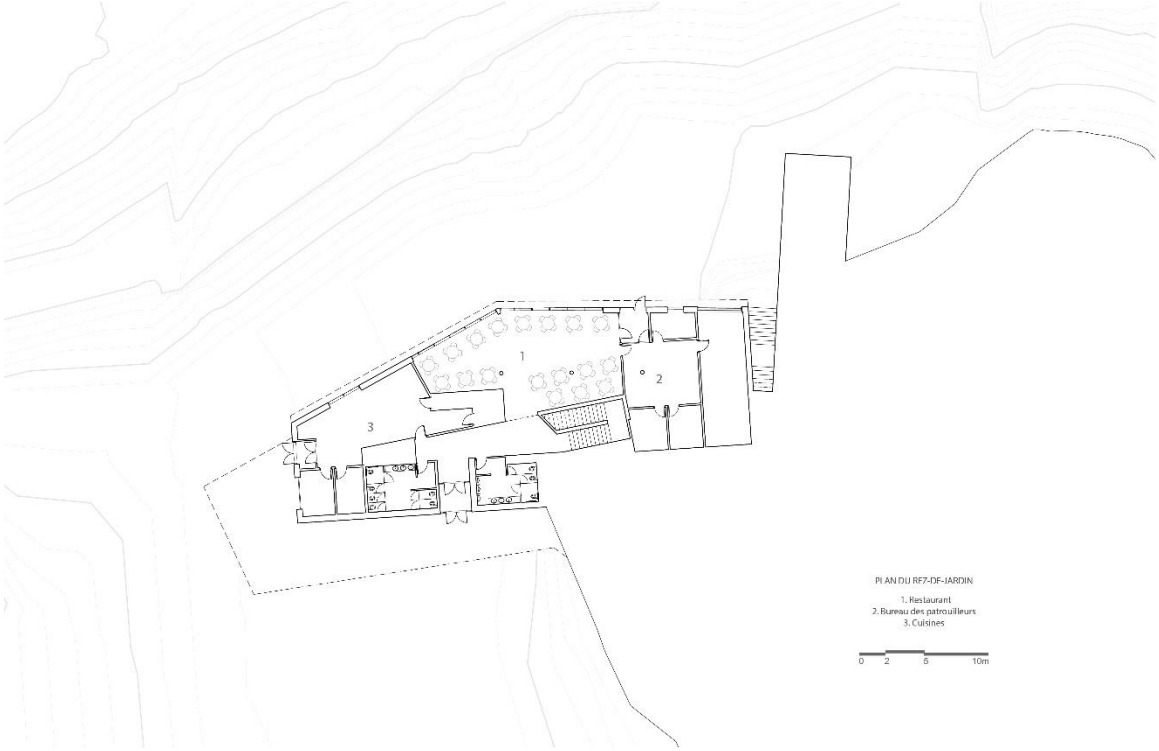 1
2
3
PLAN DU REZ-DE-JARDIN
1. Restaurant
2. Bureau des patrouilleurs
3. Cuisines
0 2 5 10m